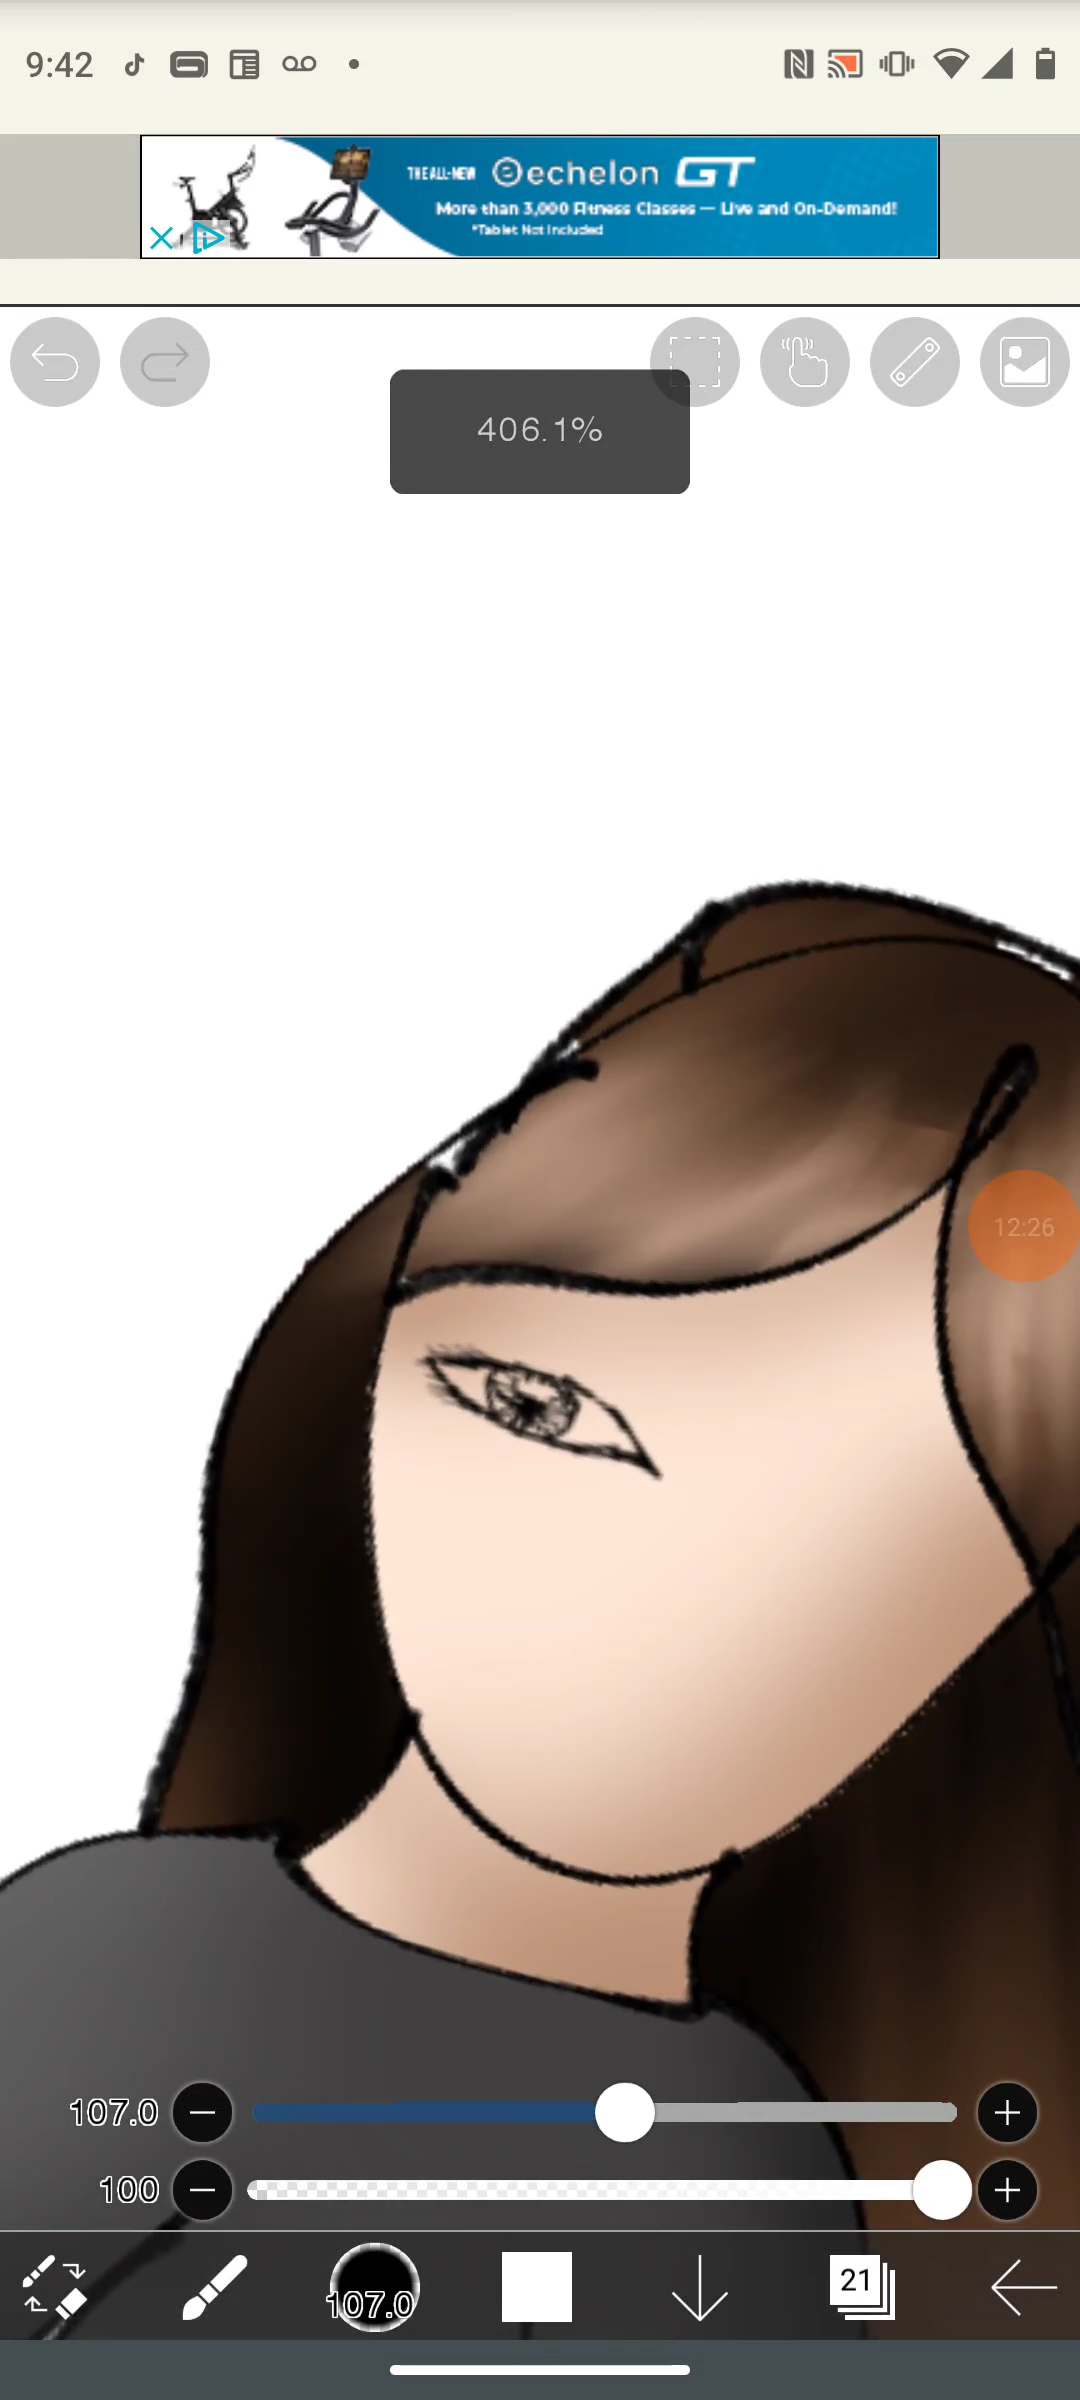 9:42
THE ALL-NEW echelon GT
More than 3,000 Fitness Classes — Live and On-Demand!
*Tablet Not Included
406.1%
12:26
107.0
100
107.0
21